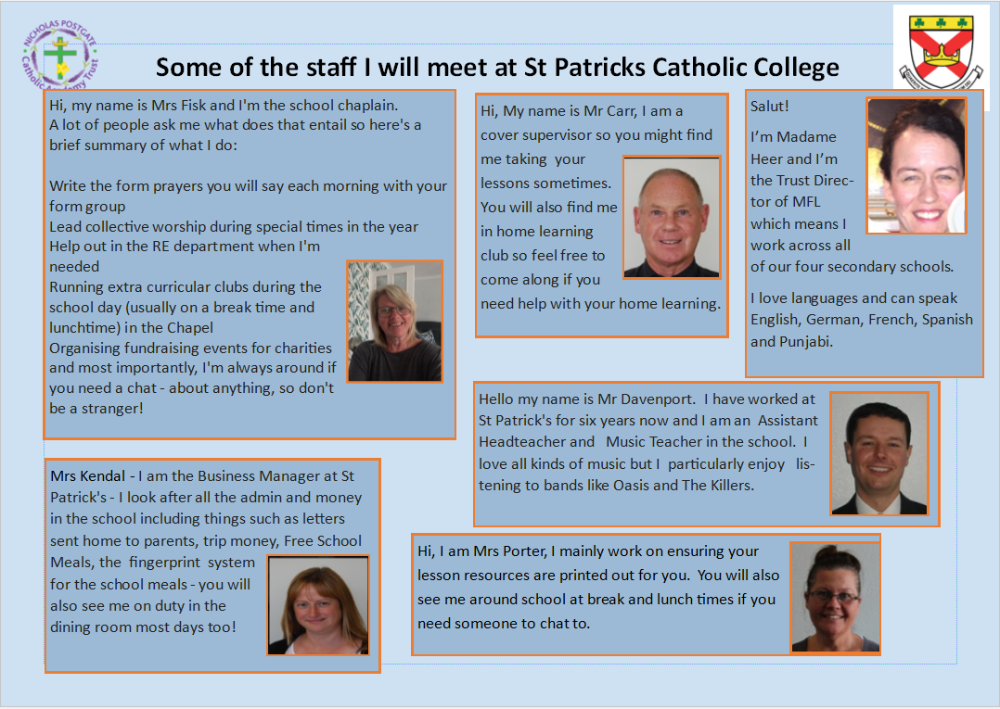 NICHOLAS POSTGATE
Catholic Academy Trust
Some of the staff I will meet at St Patricks Catholic College
Hi, my name is Mrs Fisk and I'm the school chaplain.
A lot of people ask me what does that entail so here's a
brief summary of what I do:
Write the form prayers you will say each morning with your
form group
Lead collective worship during special times in the year
Help out in the RE department when I'm
needed
Running extra curricular clubs during the
school day (usually on a break time and
lunchtime) in the Chapel
Organising fundraising events for charities
and most importantly, I'm always around if
you need a chat - about anything, so don't
be a stranger!
Hi, My name is Mr Carr, I am a
cover supervisor so you might find
me taking your
lessons sometimes.
You will also find me
in home learning
club so feel free to
come along if you
need help with your home learning.
Salut!
I’m Madame
Heer and I’m
the Trust Direc-
tor of MFL
which means I
work across all
of our four secondary schools.
I love languages and can speak
English, German, French, Spanish
and Punjabi.
Hello my name is Mr Davenport. I have worked at
St Patrick's for six years now and I am an Assistant
Headteacher and Music Teacher in the school. I
love all kinds of music but I particularly enjoy lis-
tening to bands like Oasis and The Killers.
Mrs Kendal - I am the Business Manager at St
Patrick's - I look after all the admin and money
in the school including things such as letters
sent home to parents, trip money, Free School
Meals, the fingerprint system
for the school meals - you will
also see me on duty in the
dining room most days too!
Hi, I am Mrs Porter, I mainly work on ensuring your
lesson resources are printed out for you. You will also
see me around school at break and lunch times if you
need someone to chat to.